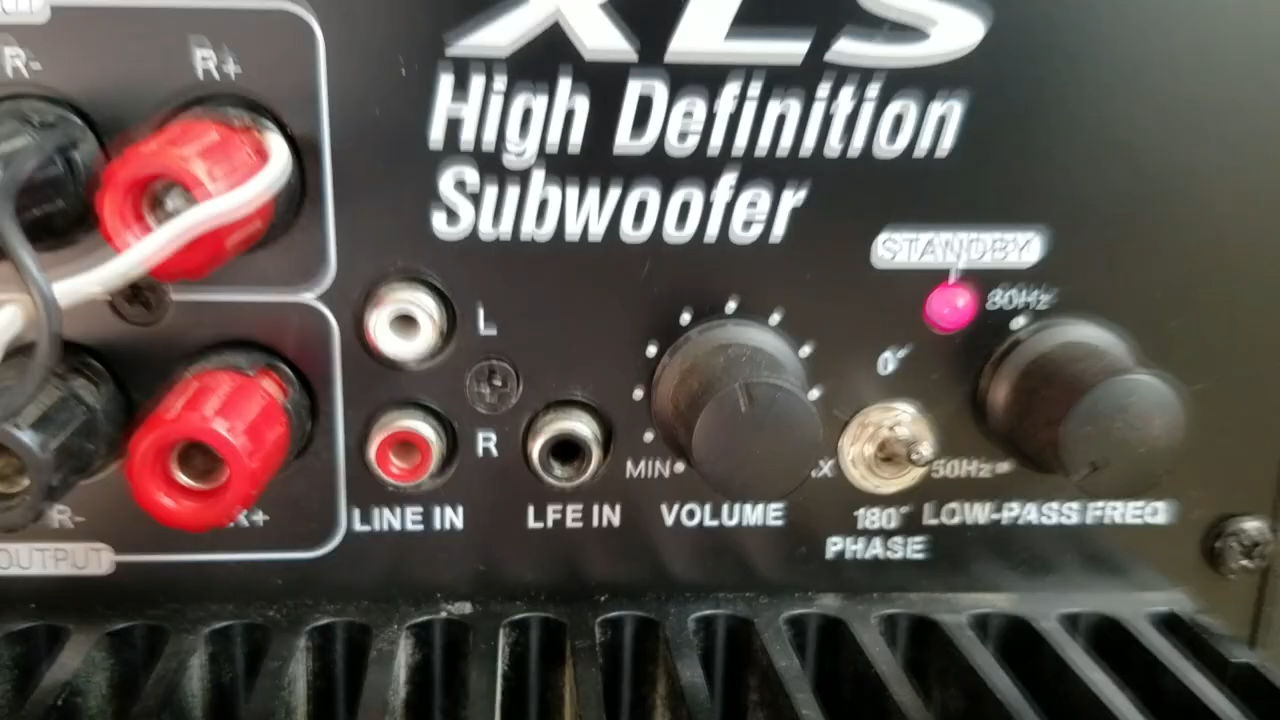 XLS
R-
R+
High Definition
Subwoofer
STANDBY
80Hz
L
0°
R
MIN
50Hz
R-
R+
LINE IN
LFE IN
VOLUME
180°
LOW-PASS FREQ
PHASE
OUTPUT